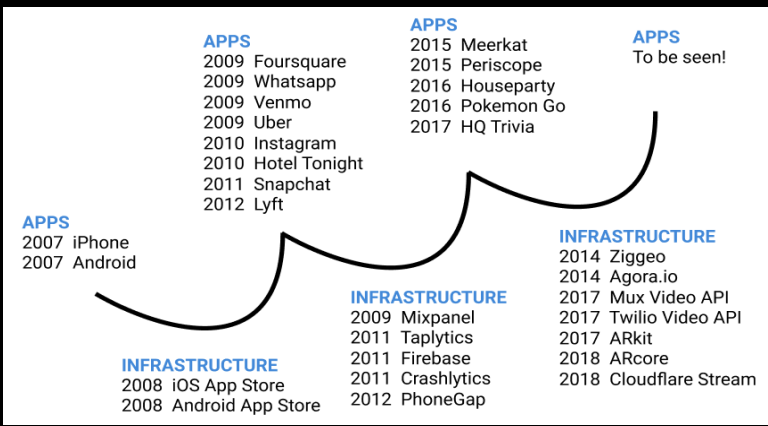 APPS
2007 iPhone
2007 Android
INFRASTRUCTURE
2008 iOS App Store
2008 Android App Store
APPS
2009 Foursquare
2009 Whatsapp
2009 Venmo
2009 Uber
2010 Instagram
2010 Hotel Tonight
2011 Snapchat
2012 Lyft
INFRASTRUCTURE
2009 Mixpanel
2011 Taplytics
2011 Firebase
2011 Crashlytics
2012 PhoneGap
APPS
2015 Meerkat
2015 Periscope
2016 Houseparty
2016 Pokemon Go
2017 HQ Trivia
INFRASTRUCTURE
2014 Ziggeo
2014 Agora.io
2017 Mux Video API
2017 Twilio Video API
2017 ARkit
2018 ARcore
2018 Cloudflare Stream
APPS
To be seen!